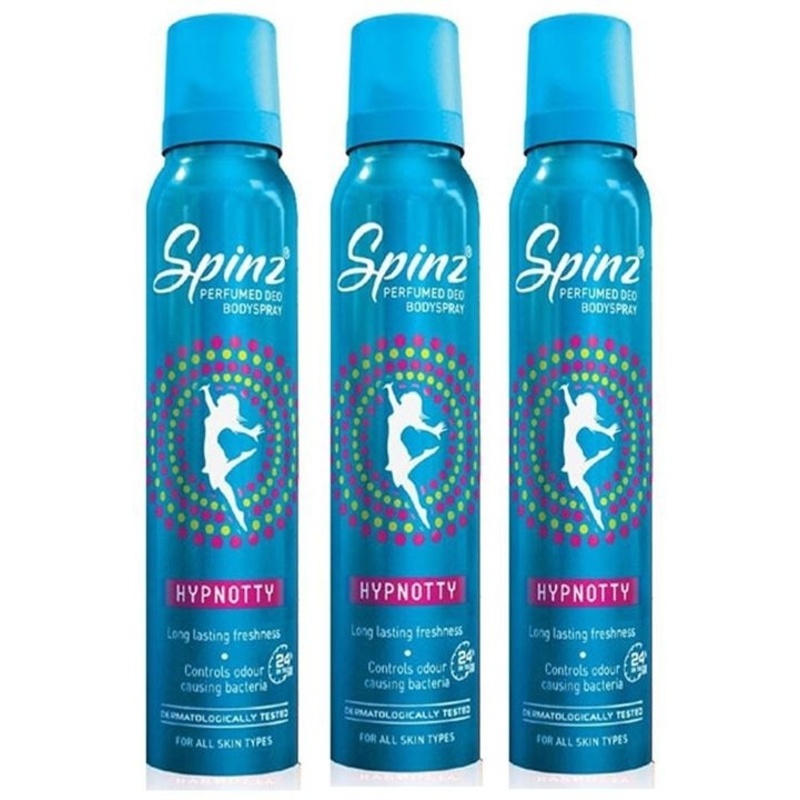 Spinz®
PERFUMED DEO
BODYSPRAY
HYPNOTTY
Long lasting freshness
•
Controls odour
causing bacteria
24
DERMATOLOGICALLY TESTED
FOR ALL SKIN TYPES
Spinz®
PERFUMED DEO
BODYSPRAY
HYPNOTTY
Long lasting freshness
•
Controls odour
causing bacteria
24
DERMATOLOGICALLY TESTED
FOR ALL SKIN TYPES
Spinz®
PERFUMED DEO
BODYSPRAY
HYPNOTTY
Long lasting freshness
•
Controls odour
causing bacteria
24
DERMATOLOGICALLY TESTED
FOR ALL SKIN TYPES